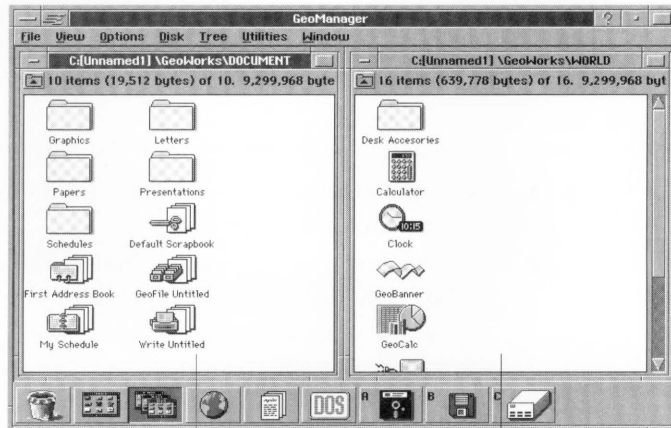 GeoManager
File View Options Disk Tree Utilities Window
C:[Unnamed1] \GeoWorks\DOCUMENT
10 items (19,512 bytes) of 10. 9,299,968 byte
Graphics Letters
Papers Presentations
Schedules Default Scrapbook
First Address Book GeoFile Untitled
My Schedule Write Untitled
C:[Unnamed1] \GeoWorks\WORLD
16 items (639,778 bytes) of 16. 9,299,968 byt
Desk Accesories
Calculator
10:15
Clock
GeoBanner
GeoCalc
DOS A B C